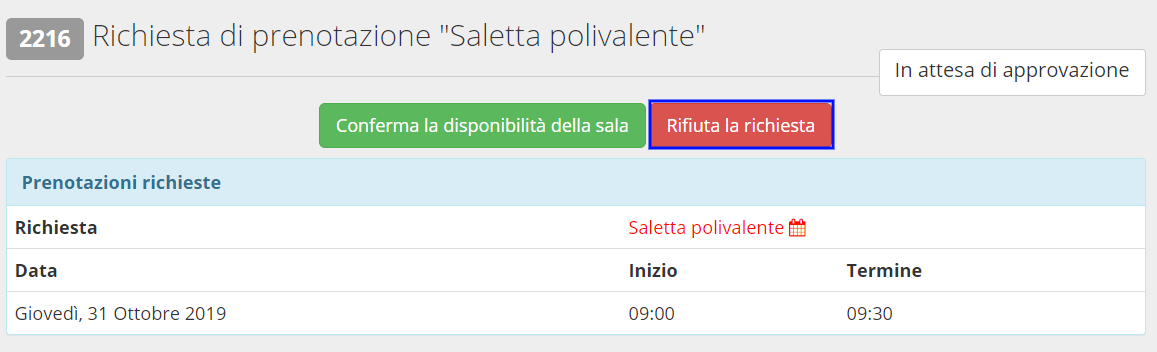 2216 Richiesta di prenotazione "Saletta polivalente"
In attesa di approvazione
Conferma la disponibilità della sala Rifiuta la richiesta
Prenotazioni richieste
Richiesta Saletta polivalente
Data Inizio Termine
Giovedì, 31 Ottobre 2019 09:00 09:30